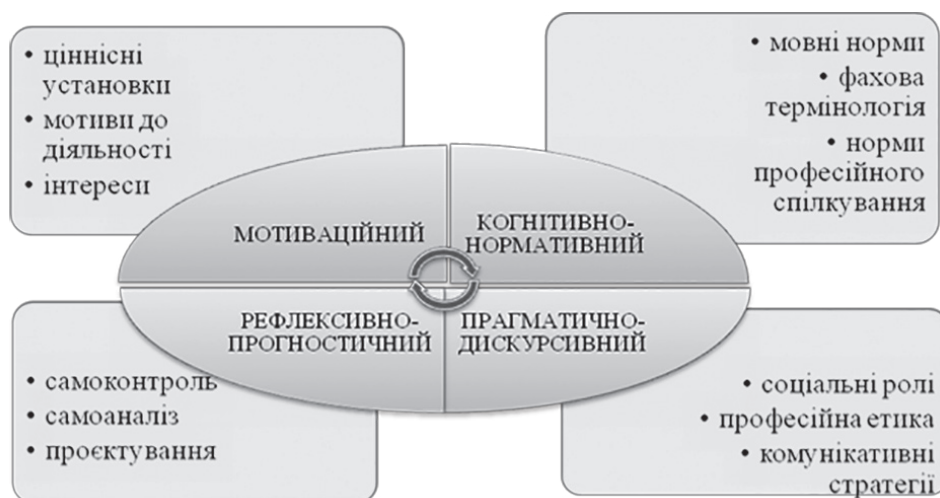 • ціннісні
установки
• мотиви до
діяльності
• інтереси
• мовні норми
• фахова
термінологія
• норми
професійного
спілкування
МОТИВАЦІЙНИЙ
КОГНІТИВНО-
НОРМАТИВНИЙ
РЕФЛЕКСИВНО-
ПРОГНОСТИЧНИЙ
ПРАГМАТИЧНО-
ДИСКУРСИВНИЙ
• самоконтроль
• самоаналіз
• проєктування
• соціальні ролі
• професійна етика
• комунікативні
стратегії